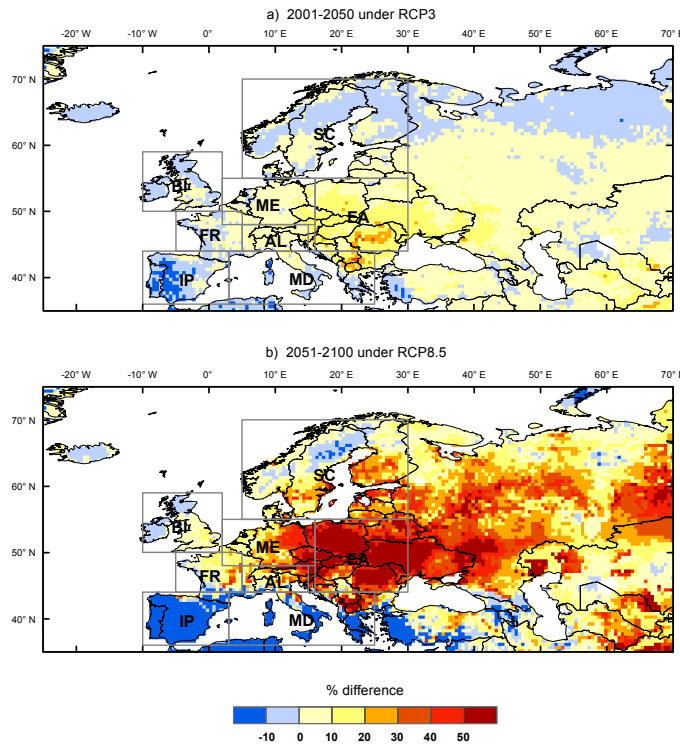 a) 2001-2050 under RCP3
20° W 10° W 0° 10° E 20° E 30° E 40° E 50° E 60° E 70° E
70° N
SC
60° N
BI
ME
50° N
EA
FR
AL
40° N
IP
MD
b) 2051-2100 under RCP8.5
20° W 10° W 0° 10° E 20° E 30° E 40° E 50° E 60° E 70° E
70° N
SC
60° N
BI
ME
50° N
EA
FR
AL
40° N
IP
MD
% difference
-10 0 10 20 30 40 50